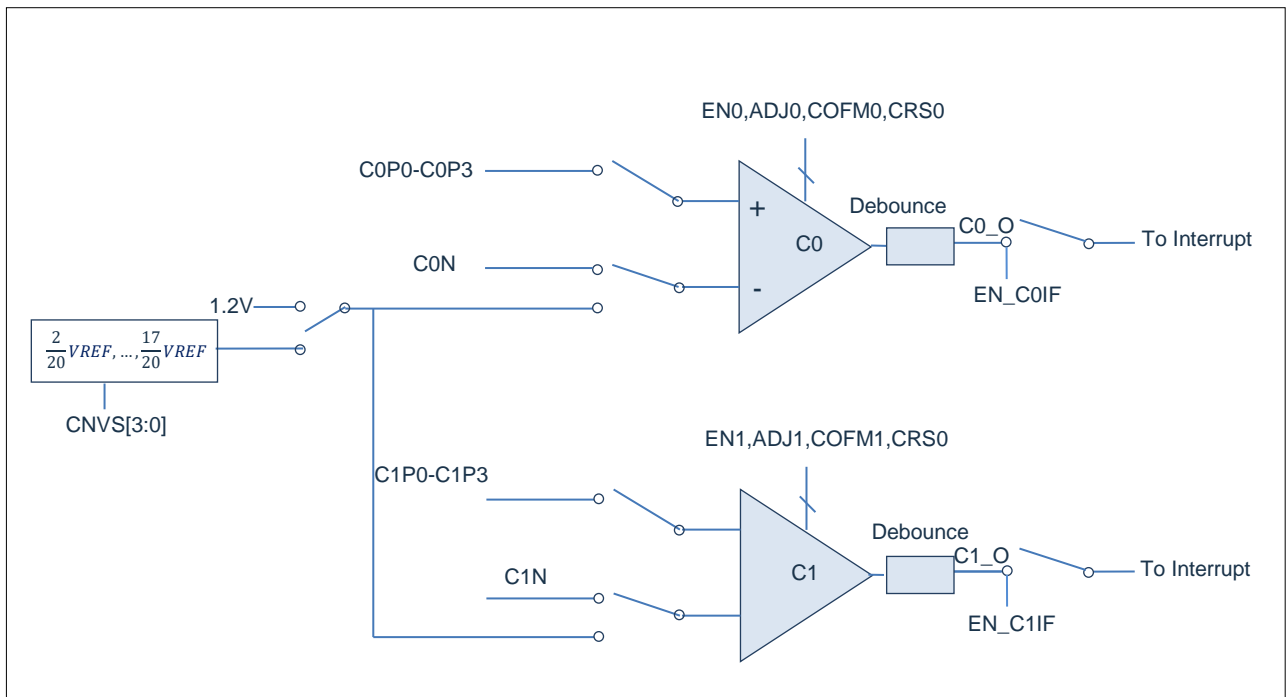 EN0,ADJ0,COFM0,CRS0
C0P0-C0P3
+
C0
-
Debounce
C0_O
To Interrupt
EN_C0IF
C0N
1.2V
2/20 VREF, …, 17/20 VREF
CNVS[3:0]
EN1,ADJ1,COFM1,CRS0
C1P0-C1P3
C1
Debounce
C1_O
To Interrupt
EN_C1IF
C1N